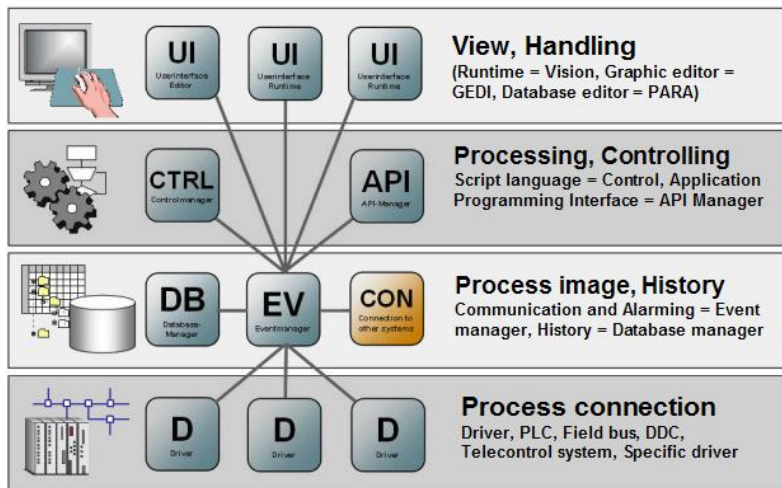 UI
Userinterface
Editor
UI
Userinterface
Runtime
UI
Userinterface
Runtime
View, Handling
(Runtime = Vision, Graphic editor =
GEDI, Database editor = PARA)
CTRL
Controlmanager
API
API-Manager
Processing, Controlling
Script language = Control, Application
Programming Interface = API Manager
DB
Database-
Manager
EV
Eventmanager
CON
Connection to
other systems
Process image, History
Communication and Alarming = Event
manager, History = Database manager
D
Driver
D
Driver
D
Driver
Process connection
Driver, PLC, Field bus, DDC,
Telecontrol system, Specific driver